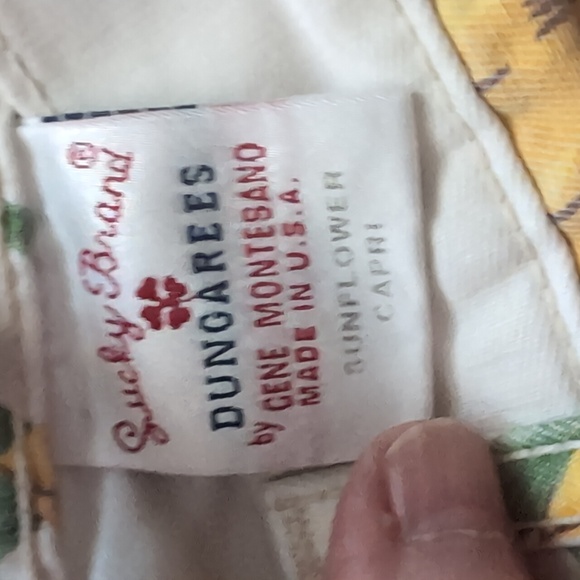 Lucky Brand®
DUNGAREES
by GENE MONTESANO
MADE IN U.S.A.
SUNFLOWER
CAPRI